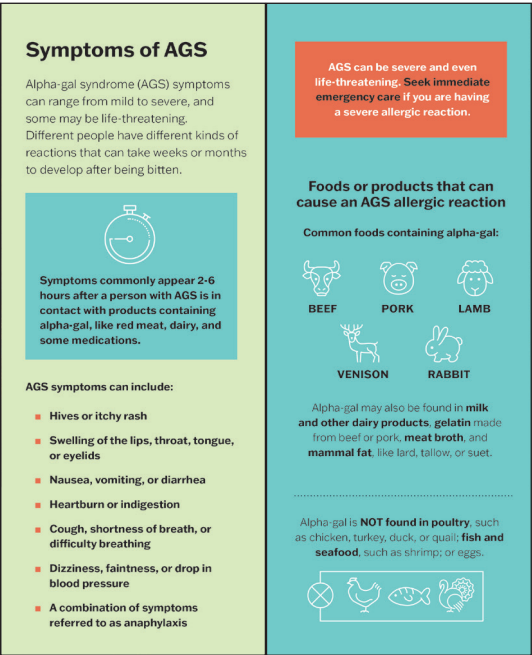 Symptoms of AGS
Alpha-gal syndrome (AGS) symptoms
can range from mild to severe, and
some may be life-threatening.
Different people have different kinds of
reactions that can take weeks or months
to develop after being bitten.
Symptoms commonly appear 2-6
hours after a person with AGS is in
contact with products containing
alpha-gal, like red meat, dairy, and
some medications.
AGS symptoms can include:
Hives or itchy rash
Swelling of the lips, throat, tongue,
or eyelids
Nausea, vomiting, or diarrhea
Heartburn or indigestion
Cough, shortness of breath, or
difficulty breathing
Dizziness, faintness, or drop in
blood pressure
A combination of symptoms
referred to as anaphylaxis
AGS can be severe and even
life-threatening. Seek immediate
emergency care if you are having
a severe allergic reaction.
Foods or products that can
cause an AGS allergic reaction
Common foods containing alpha-gal:
BEEF PORK LAMB
VENISON RABBIT
Alpha-gal may also be found in milk
and other dairy products, gelatin made
from beef or pork, meat broth, and
mammal fat, like lard, tallow, or suet.
Alpha-gal is NOT found in poultry, such
as chicken, turkey, duck, or quail; fish and
seafood, such as shrimp; or eggs.